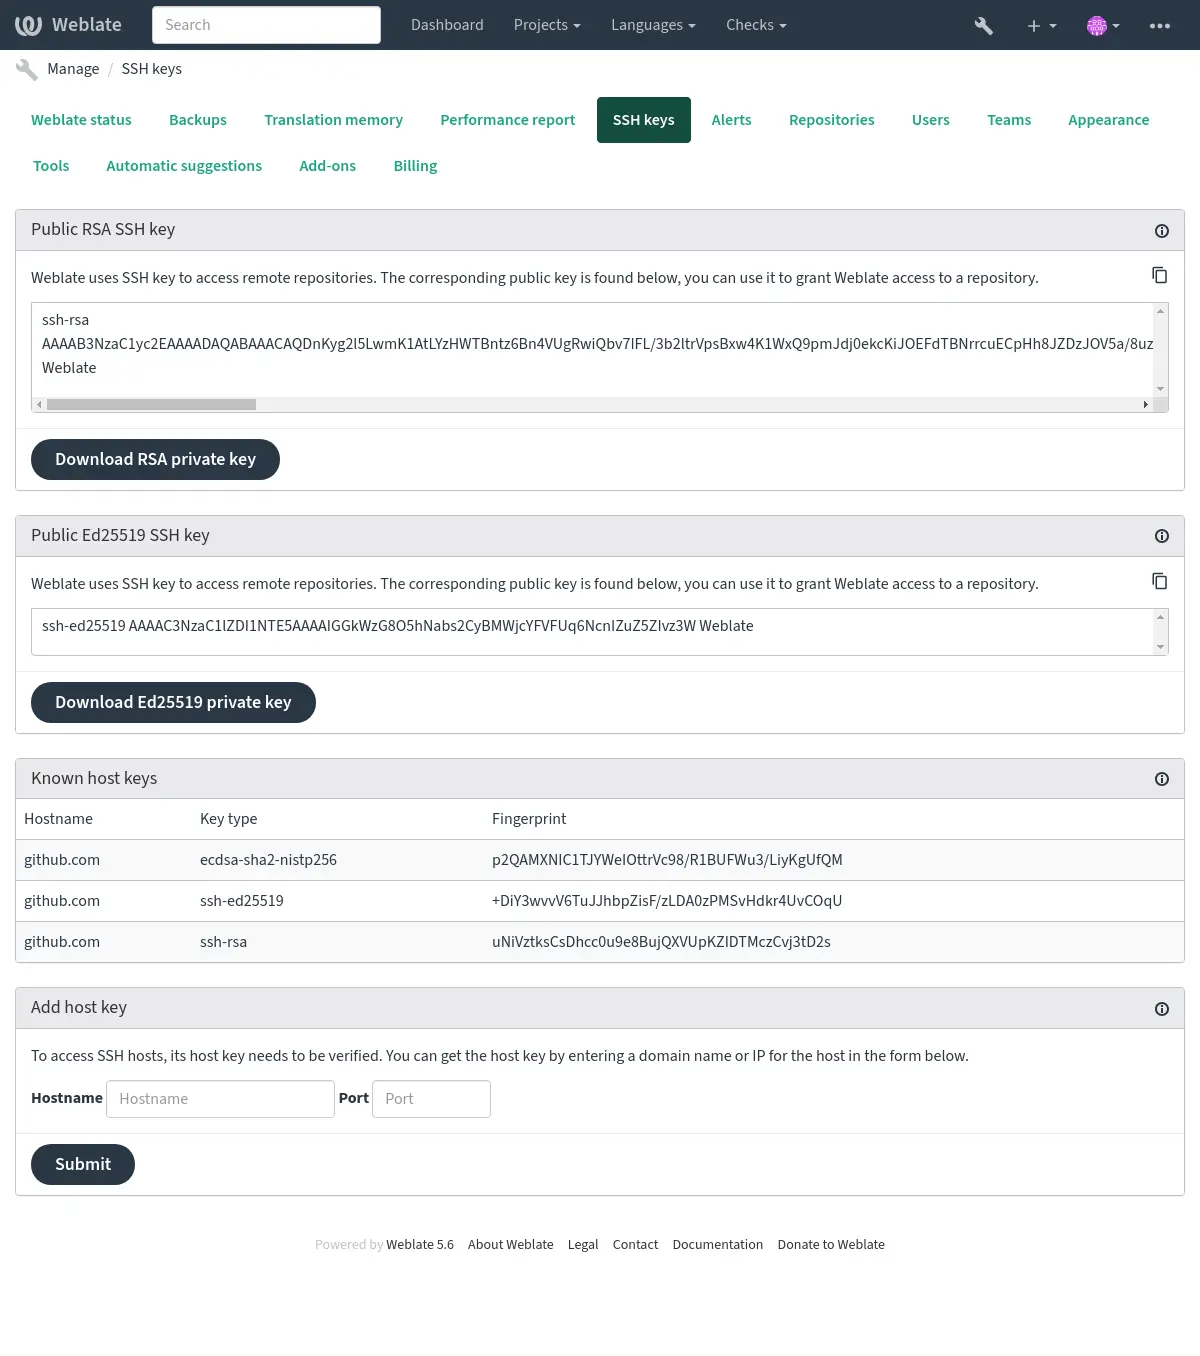 Weblate Search Dashboard Projects Languages Checks
Manage / SSH keys
Weblate status Backups Translation memory Performance report SSH keys Alerts Repositories Users Teams Appearance
Tools Automatic suggestions Add-ons Billing
Public RSA SSH key
Weblate uses SSH key to access remote repositories. The corresponding public key is found below, you can use it to grant Weblate access to a repository.
ssh-rsa
AAAAB3NzaC1yc2EAAAADAQABAAACAQDnKyg2l5LwmK1AtLYzHWTBntz6Bn4VUgRwiQbv7IFL/3b2ltrVpsBxw4K1WxQ9pmJdj0ekcKiJOEFdTBNrrcuECpHh8JZDzJOV5a/8uz
Weblate
Download RSA private key
Public Ed25519 SSH key
Weblate uses SSH key to access remote repositories. The corresponding public key is found below, you can use it to grant Weblate access to a repository.
ssh-ed25519 AAAAC3NzaC1lZDI1NTE5AAAAIGGkWzG8O5hNabs2CyBMWjcYFVFUq6NcnIZuZ5ZIvz3W Weblate
Download Ed25519 private key
Known host keys
Hostname Key type Fingerprint
github.com ecdsa-sha2-nistp256 p2QAMXNIC1TJYWeIOttrVc98/R1BUFWu3/LiyKgUfQM
github.com ssh-ed25519 +DiY3wvvV6TuJJhbpZisF/zLDA0zPMSvHdkr4UvCOqU
github.com ssh-rsa uNiVztksCsDhcc0u9e8BujQXVUpKZIDTMczCvj3tD2s
Add host key
To access SSH hosts, its host key needs to be verified. You can get the host key by entering a domain name or IP for the host in the form below.
Hostname Hostname Port Port
Submit
Powered by Weblate 5.6 About Weblate Legal Contact Documentation Donate to Weblate